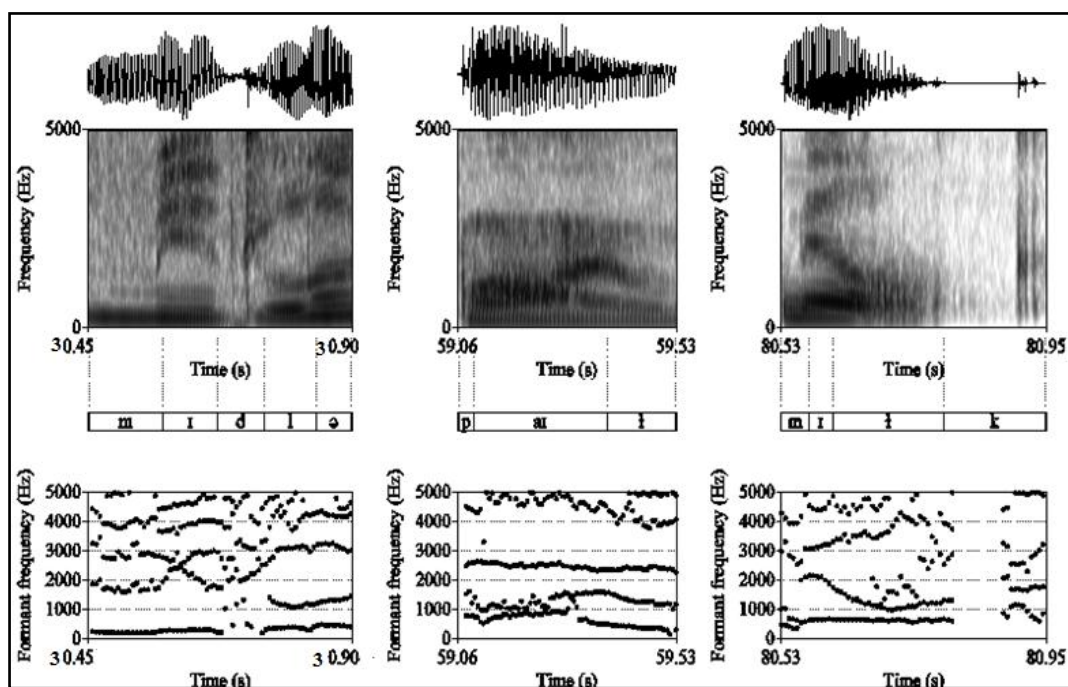 5000 5000 5000
Frequency (Hz) Frequency (Hz) Frequency (Hz)
0 0 0
30.45 30.90 59.06 59.53 80.53 80.95
Time (s) Time (s) Time (s)
m ɪ d l ə p aɪ ɫ m ɪ ɫ k
Formant frequency (Hz) Formant frequency (Hz) Formant frequency (Hz)
5000 5000 5000
4000 4000 4000
3000 3000 3000
2000 2000 2000
1000 1000 1000
0 0 0
30.45 30.90 59.06 59.53 80.53 80.95
Time (s) Time (s) Time (s)